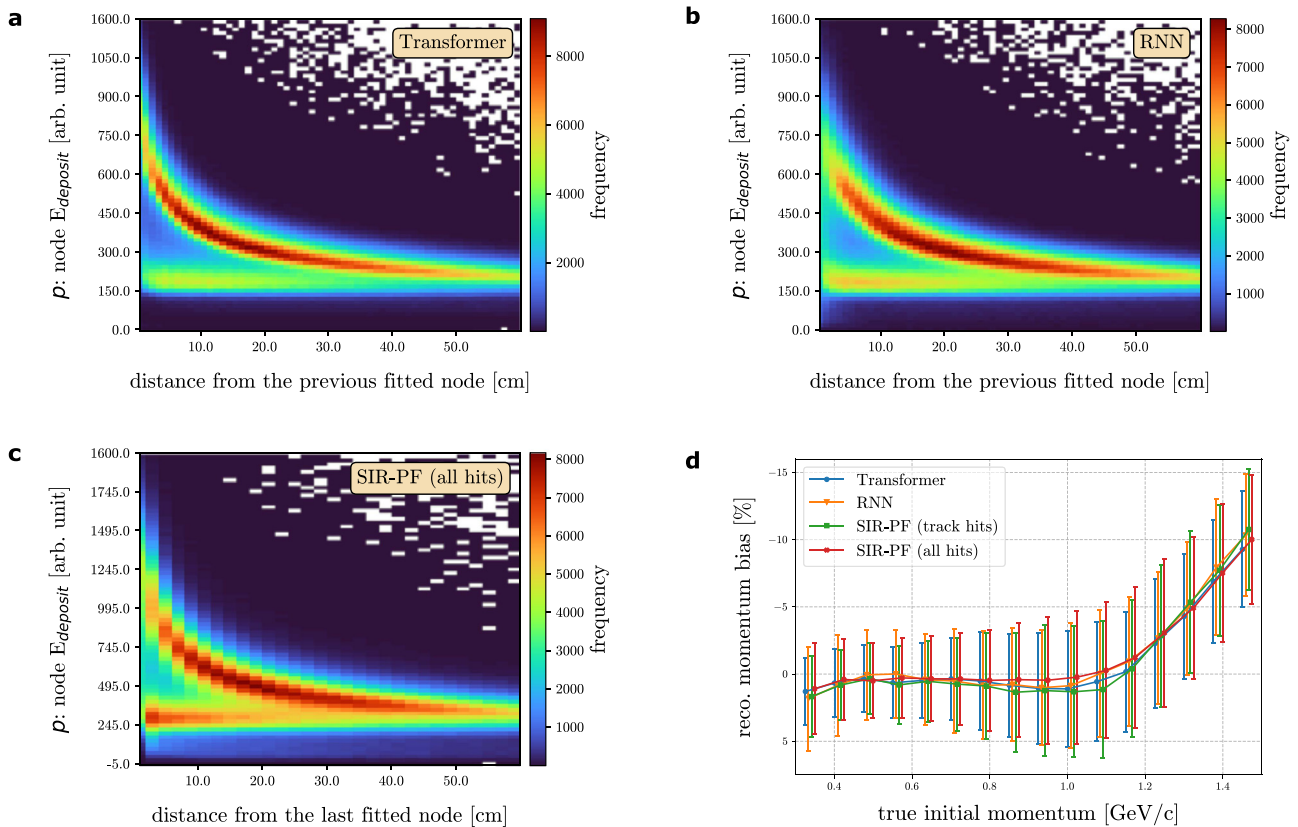 a
Transformer
1600.0
1050.0
900.0
750.0
600.0
450.0
300.0
150.0
0.0
p: node E_deposit [arb. unit]
10.0 20.0 30.0 40.0 50.0
distance from the previous fitted node [cm]
8000
6000
4000
2000
frequency
b
RNN
1600.0
1050.0
900.0
750.0
600.0
450.0
300.0
150.0
0.0
p: node E_deposit [arb. unit]
10.0 20.0 30.0 40.0 50.0
distance from the previous fitted node [cm]
8000
7000
6000
5000
4000
3000
2000
1000
frequency
c
SIR-PF (all hits)
1600.0
1745.0
1495.0
1245.0
995.0
745.0
495.0
245.0
-5.0
p: node E_deposit [arb. unit]
10.0 20.0 30.0 40.0 50.0
distance from the last fitted node [cm]
8000
7000
6000
5000
4000
3000
2000
1000
frequency
d
Transformer
RNN
SIR-PF (track hits)
SIR-PF (all hits)
-15
-10
-5
0
5
reco. momentum bias [%]
0.4 0.6 0.8 1.0 1.2 1.4
true initial momentum [GeV/c]